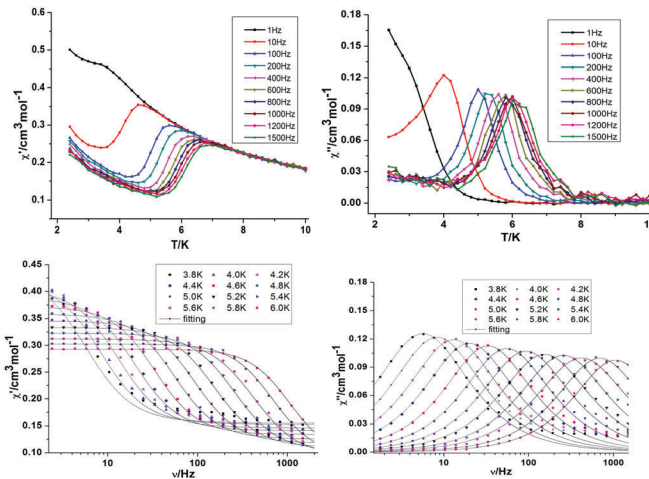 1Hz
10Hz
100Hz
200Hz
400Hz
600Hz
800Hz
1000Hz
1200Hz
1500Hz
χ'/cm³mol⁻¹
0.5
0.4
0.3
0.2
0.1
2 4 6 8 10
T/K
1Hz
10Hz
100Hz
200Hz
400Hz
600Hz
800Hz
1000Hz
1200Hz
1500Hz
χ''/cm³mol-1
0.18
0.15
0.12
0.09
0.06
0.03
0.00
2 4 6 8
T/K
3.8K 4.0K 4.2K
4.4K 4.6K 4.8K
5.0K 5.2K 5.4K
5.6K 5.8K 6.0K
fitting
χ'/cm³mol⁻¹
0.45
0.40
0.35
0.30
0.25
0.20
0.15
0.10
10 100 1000
ν/Hz
3.8K 4.0K 4.2K
4.4K 4.6K 4.8K
5.0K 5.2K 5.4K
5.6K 5.8K 6.0K
fitting
χ''/cm³mol⁻¹
0.18
0.15
0.12
0.09
0.06
0.03
0.00
10 100 1000
ν/Hz